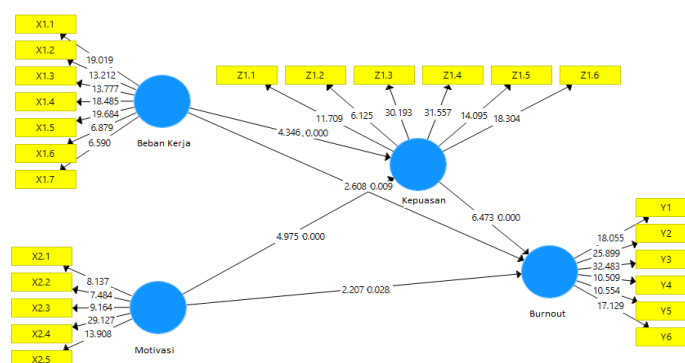 X1.1
X1.2
X1.3
X1.4
X1.5
X1.6
X1.7
19.019
13.212
13.777
18.485
19.684
6.879
6.590
Beban Kerja
Z1.1 Z1.2 Z1.3 Z1.4 Z1.5 Z1.6
11.709 6.125 30.193 31.557 14.095 18.304
4.346 0.000
Kepuasan
2.608 0.009
4.975 0.000
6.473 0.000
2.207 0.028
X2.1
X2.2
X2.3
X2.4
X2.5
8.137
7.484
9.164
29.127
13.908
Motivasi
Burnout
18.055
25.899
32.483
10.509
10.554
17.129
Y1
Y2
Y3
Y4
Y5
Y6